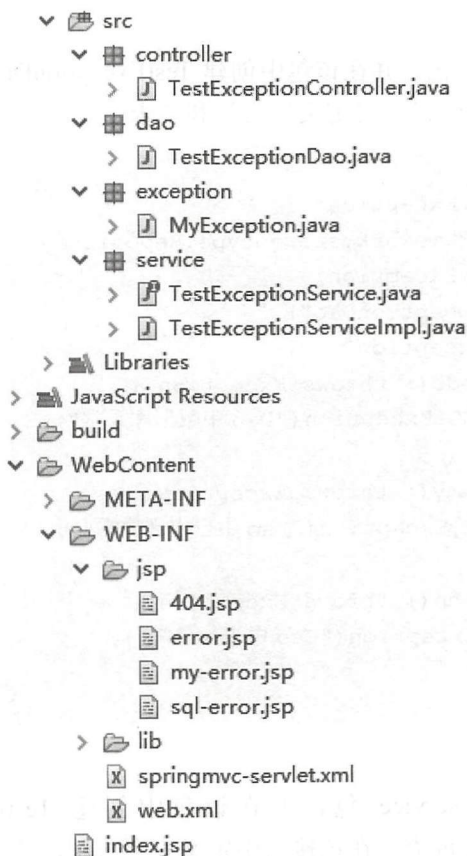 src
controller
TestExceptionController.java
dao
TestExceptionDao.java
exception
MyException.java
service
TestExceptionService.java
TestExceptionServiceImpl.java
Libraries
JavaScript Resources
build
WebContent
META-INF
WEB-INF
jsp
404.jsp
error.jsp
my-error.jsp
sql-error.jsp
lib
springmvc-servlet.xml
web.xml
index.jsp